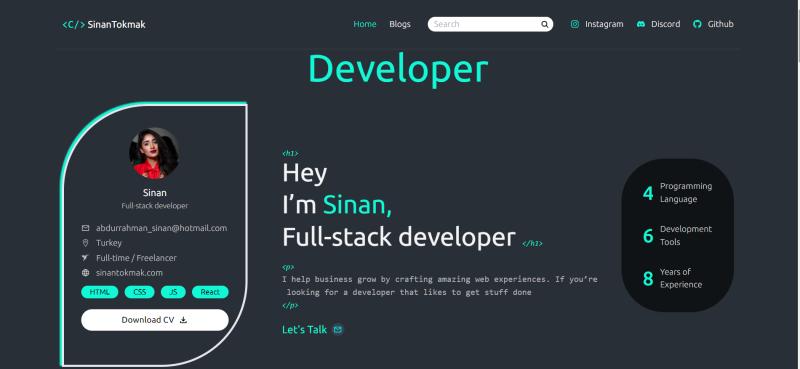 <C/> SinanTokmak
Home
Blogs
Search
Instagram
Discord
Github
Developer
Sinan
Full-stack developer
abdurrahman_sinan@hotmail.com
Turkey
Full-time / Freelancer
sinantokmak.com
HTML
CSS
JS
React
Download CV
<h1>
Hey
I’m Sinan,
Full-stack developer </h1>
<p>
I help business grow by crafting amazing web experiences. If you’re
looking for a developer that likes to get stuff done
</p>
Let's Talk
4 Programming
Language
6 Development
Tools
8 Years of
Experience